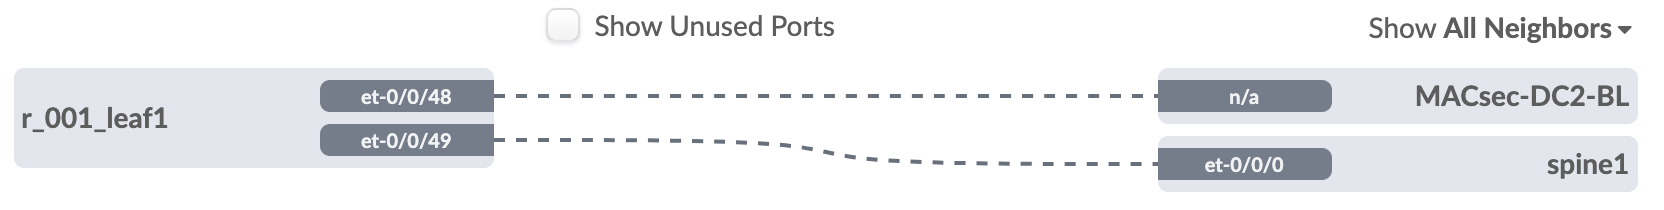 Show Unused Ports
Show All Neighbors
r_001_leaf1
et-0/0/48
et-0/0/49
n/a
MACsec-DC2-BL
et-0/0/0
spine1